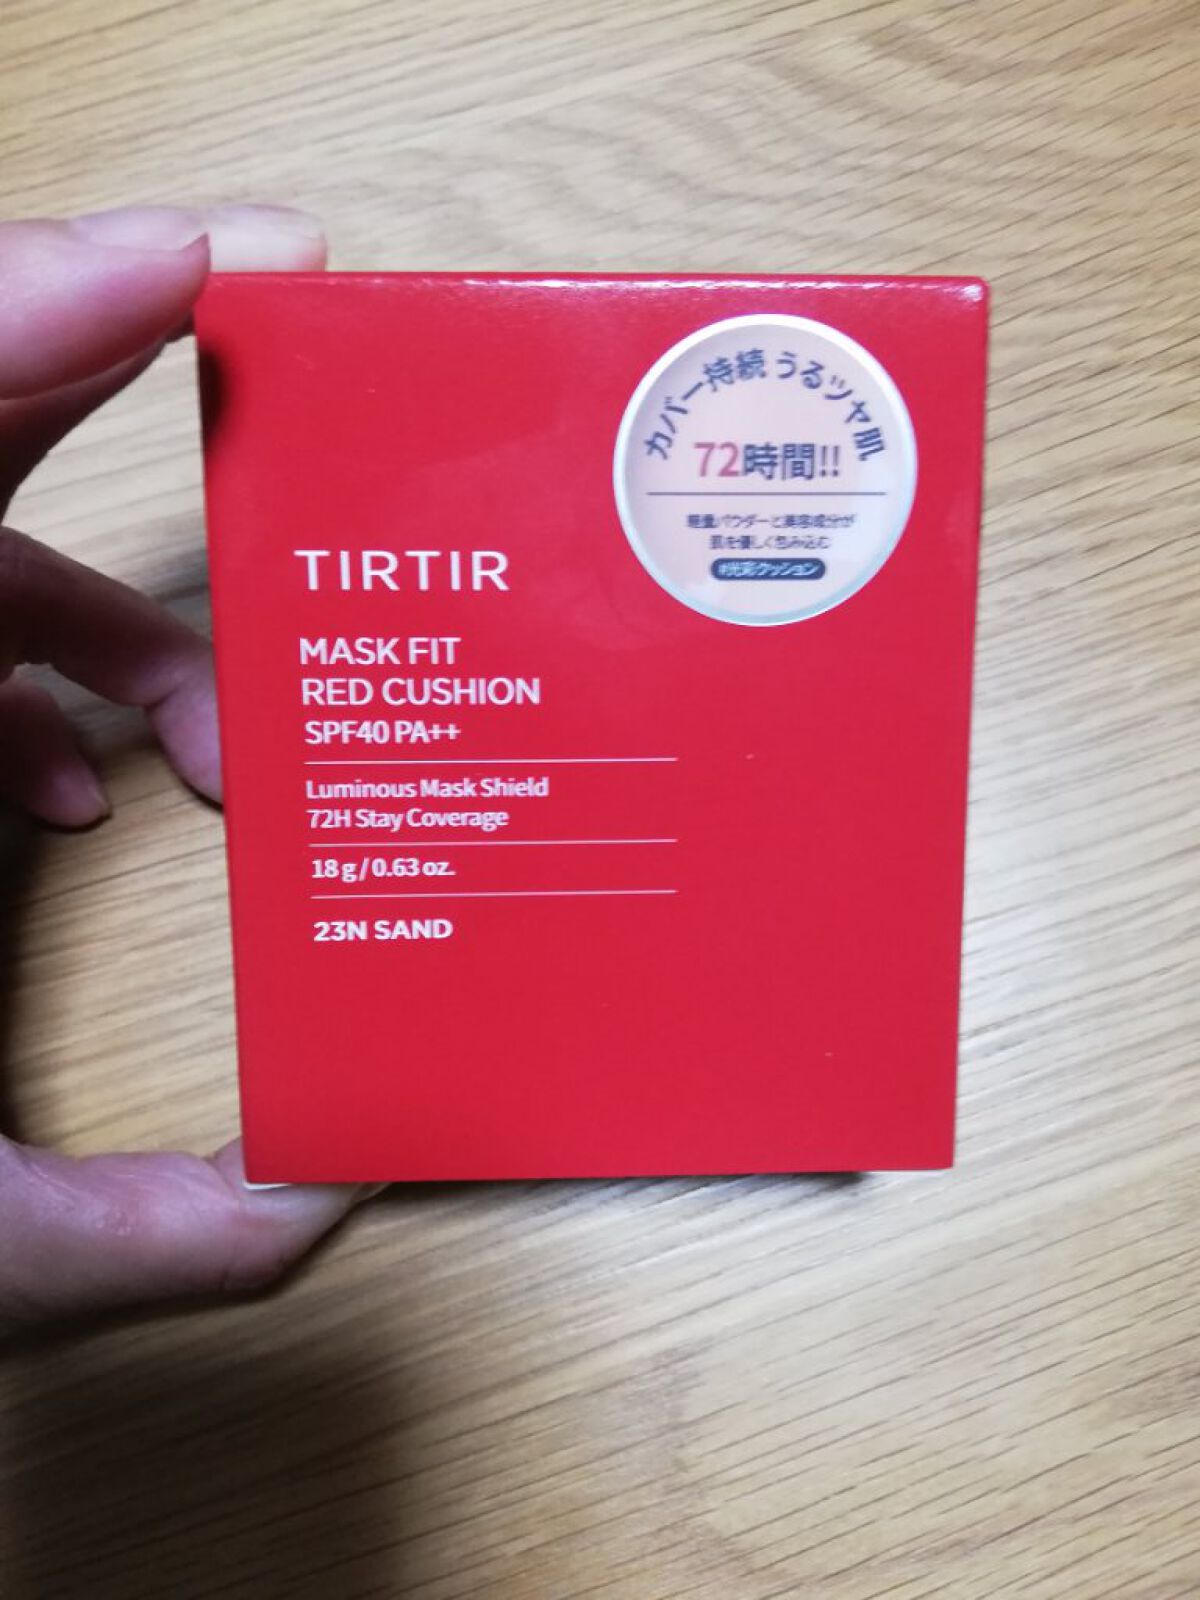 カバー持続 うるツヤ肌
72時間!!
軽量パウダーと美容成分が
肌を優しく包み込む
#光彩クッション
TIRTIR
MASK FIT
RED CUSHION
SPF40 PA++
Luminous Mask Shield
72H Stay Coverage
18 g / 0.63 oz.
23N SAND